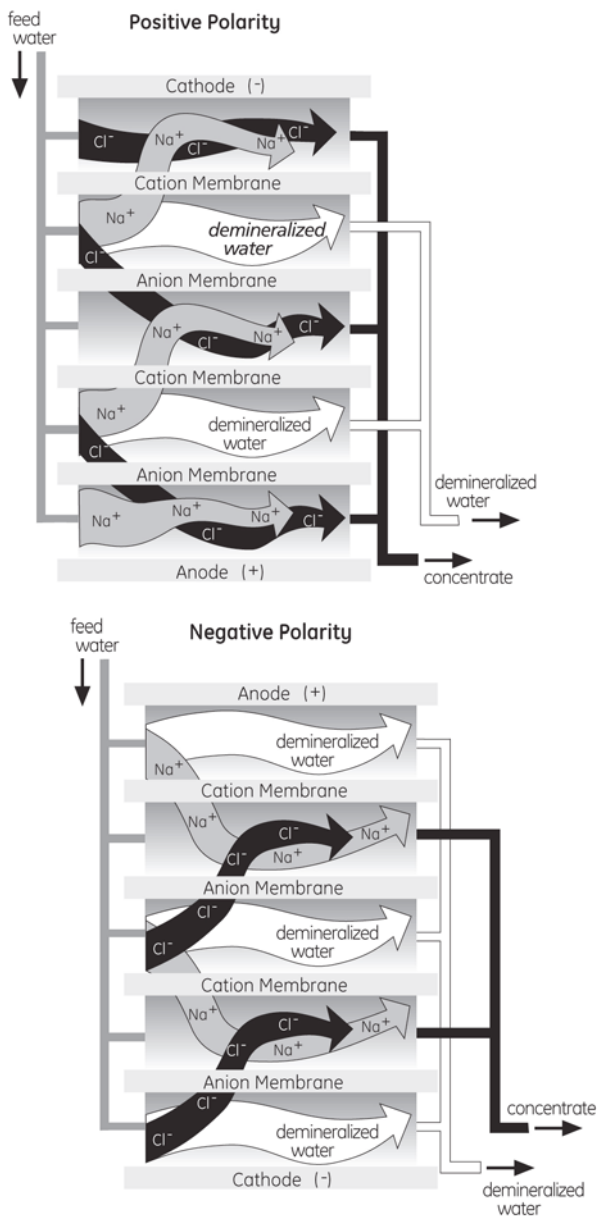 feed
water
Positive Polarity
Cathode (-)
Cl⁻
Na⁺
Cl⁻
Na⁺
Cl⁻
Cation Membrane
Na⁺
Cl⁻
demineralized
water
Anion Membrane
Na⁺
Cl⁻
Na⁺
Cl⁻
Cation Membrane
Na⁺
Cl⁻
demineralized
water
Anion Membrane
Na⁺
Na⁺
Cl⁻
Na⁺
Cl⁻
Anode (+)
demineralized
water
concentrate
feed
water
Negative Polarity
Anode (+)
Na⁺
demineralized
water
Cation Membrane
Na⁺
Cl⁻
Cl⁻
Na⁺
Na⁺
Anion Membrane
Cl⁻
Cl⁻
demineralized
water
Cation Membrane
Na⁺
Cl⁻
Cl⁻
Na⁺
Na⁺
Anion Membrane
Cl⁻
Cl⁻
demineralized
water
Cathode (-)
concentrate
demineralized
water